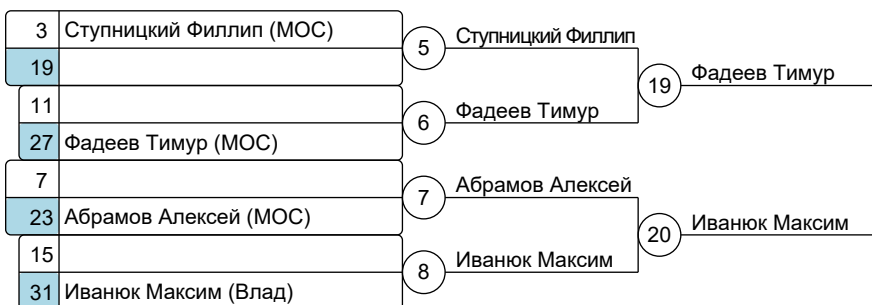 3 Ступницкий Филлип (МОС)
19
11
27 Фадеев Тимур (МОС)
7
23 Абрамов Алексей (МОС)
15
31 Иванюк Максим (Влад)
5 Ступницкий Филлип
6 Фадеев Тимур
7 Абрамов Алексей
8 Иванюк Максим
19 Фадеев Тимур
20 Иванюк Максим